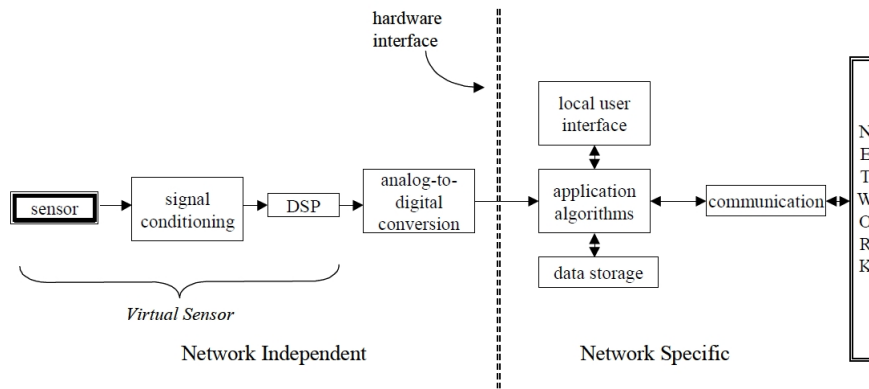 hardware
interface
local user
interface
sensor
signal
conditioning
DSP
analog-to-
digital
conversion
application
algorithms
communication
data storage
N
E
T
W
O
R
K
Virtual Sensor
Network Independent
Network Specific